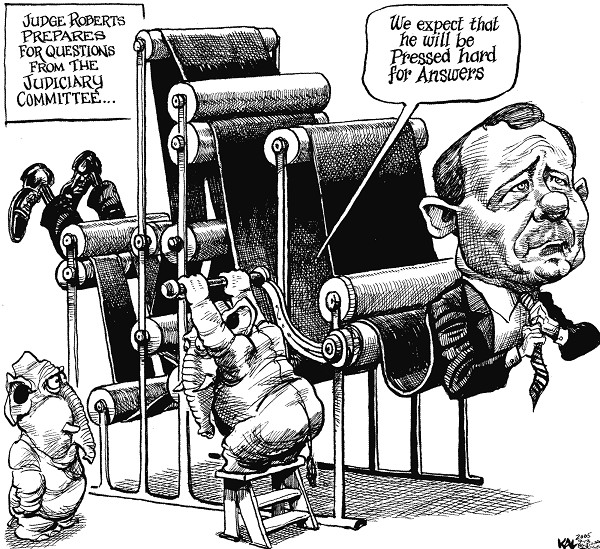 JUDGE ROBERTS
PREPARES
FOR QUESTIONS
FROM THE
JUDICIARY
COMMITTEE...
We expect that
he will be
Pressed hard
for Answers
KAL
2005